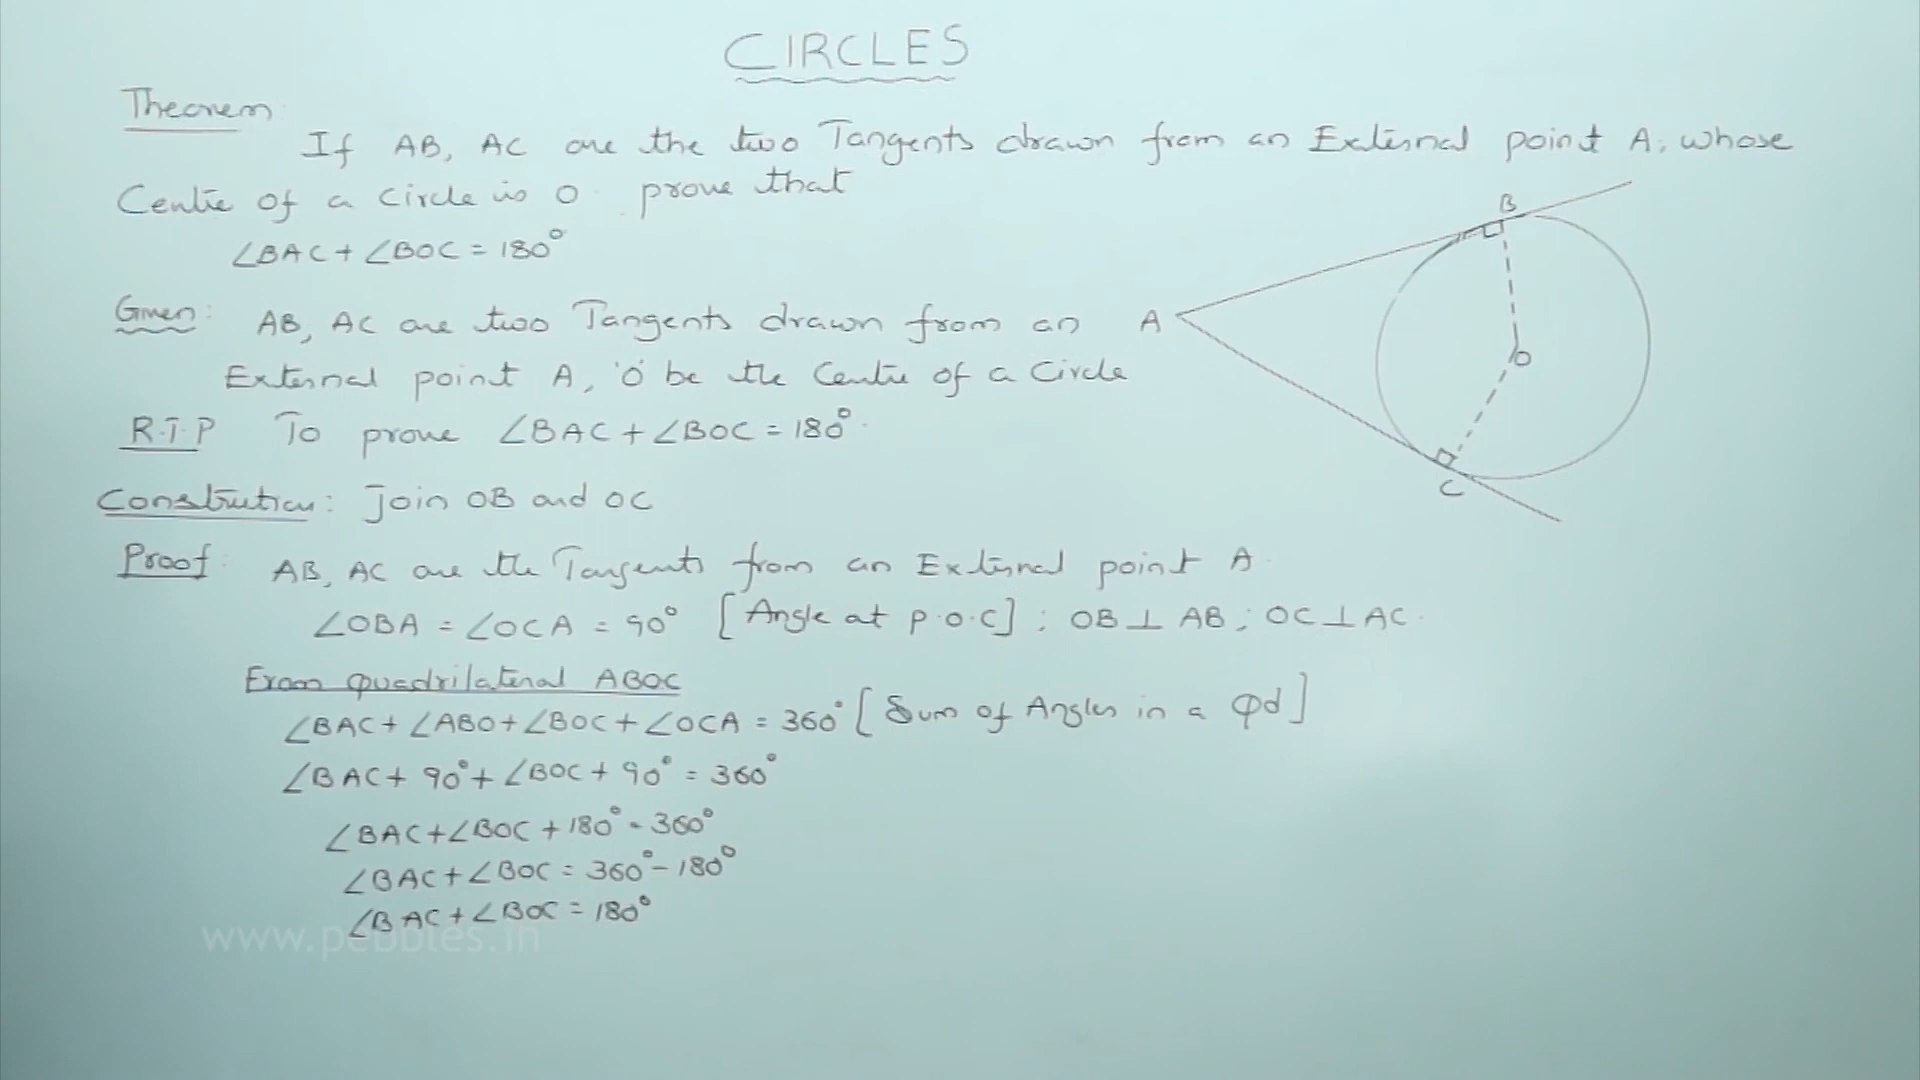 CIRCLES
Theorem:
If AB, AC are the two Tangents drawn from an External point A, whose
Centre of a Circle is O. prove that
∠BAC + ∠BOC = 180°
Given: AB, AC are two Tangents drawn from an
External point A, 'O' be the Centre of a Circle
R.T.P To prove ∠BAC + ∠BOC = 180°.
Construction: Join OB and OC
Proof: AB, AC are the Tangents from an External point A.
∠OBA = ∠OCA = 90° [Angle at P.O.C]; OB ⊥ AB; OC ⊥ AC.
From quadrilateral ABOC
∠BAC + ∠ABO + ∠BOC + ∠OCA = 360° [Sum of Angles in a Qd]
∠BAC + 90° + ∠BOC + 90° = 360°
∠BAC + ∠BOC + 180° = 360°
∠BAC + ∠BOC = 360° - 180°
∠BAC + ∠BOC = 180°
www.pebbles.in
B
A
O
C